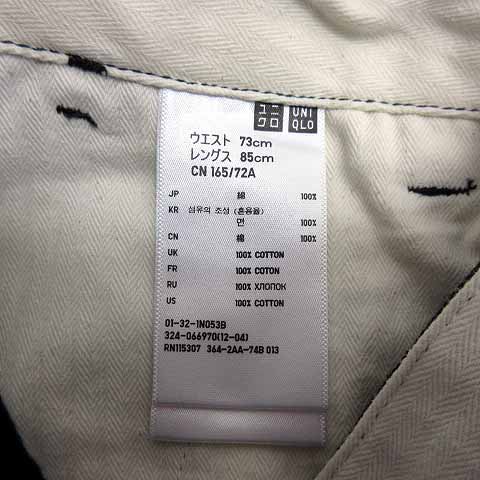 ユニ
クロ
UNI
QLO
ウエスト 73cm
レングス 85cm
CN 165/72A
JP 綿 100%
KR 섬유의 조성 (혼용율)
면 100%
CN 棉 100%
UK 100% COTTON
FR 100% COTON
RU 100% ХЛОПОК
US 100% COTTON
01-32-1N053B
324-066970(12-04)
RN115307 364-2AA-74B 013